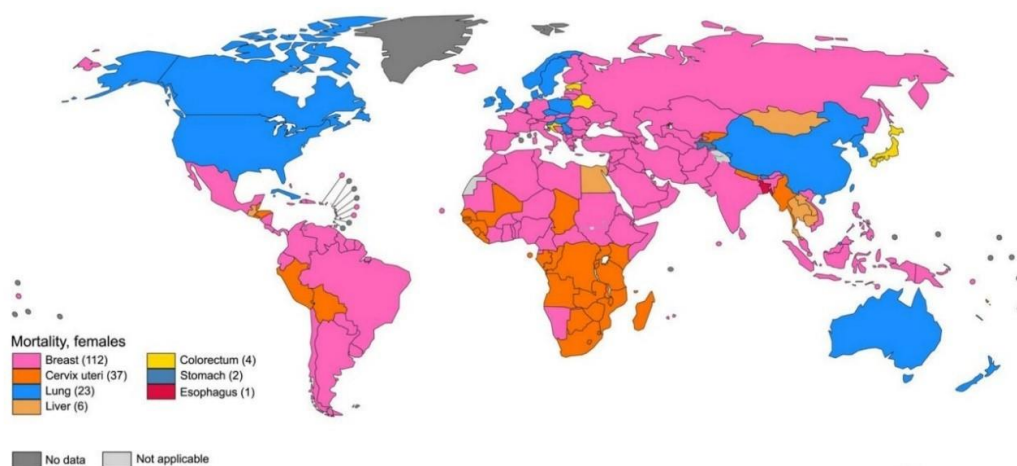 Mortality, females
Breast (112)
Cervix uteri (37)
Lung (23)
Liver (6)
Colorectum (4)
Stomach (2)
Esophagus (1)
No data
Not applicable